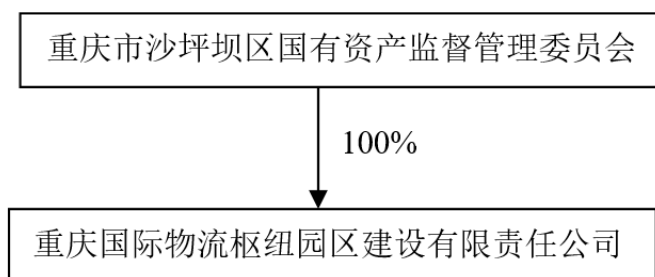 重庆市沙坪坝区国有资产监督管理委员会
100%
重庆国际物流枢纽园区建设有限责任公司